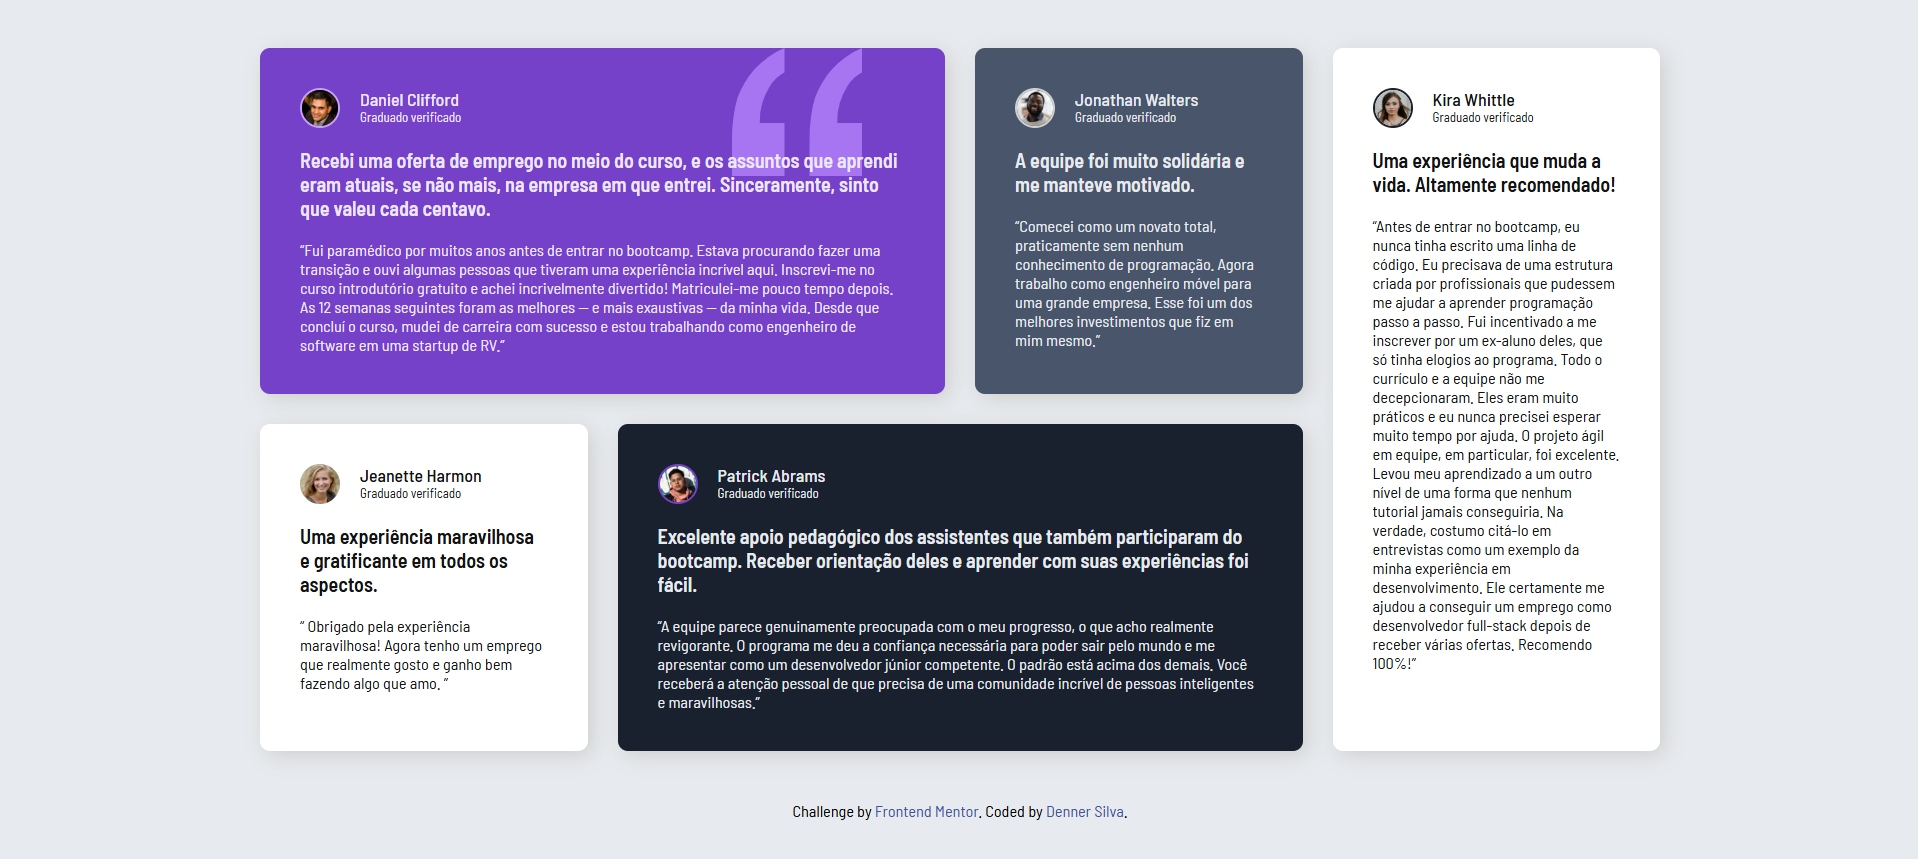 Daniel Clifford
Graduado verificado
Recebi uma oferta de emprego no meio do curso, e os assuntos que aprendi
eram atuais, se não mais, na empresa em que entrei. Sinceramente, sinto
que valeu cada centavo.
“Fui paramédico por muitos anos antes de entrar no bootcamp. Estava procurando fazer uma
transição e ouvi algumas pessoas que tiveram uma experiência incrível aqui. Inscrevi-me no
curso introdutório gratuito e achei incrivelmente divertido! Matriculei-me pouco tempo depois.
As 12 semanas seguintes foram as melhores — e mais exaustivas — da minha vida. Desde que
concluí o curso, mudei de carreira com sucesso e estou trabalhando como engenheiro de
software em uma startup de RV.”
Jonathan Walters
Graduado verificado
A equipe foi muito solidária e
me manteve motivado.
“Comecei como um novato total,
praticamente sem nenhum
conhecimento de programação. Agora
trabalho como engenheiro móvel para
uma grande empresa. Esse foi um dos
melhores investimentos que fiz em
mim mesmo.”
Kira Whittle
Graduado verificado
Uma experiência que muda a
vida. Altamente recomendado!
“Antes de entrar no bootcamp, eu
nunca tinha escrito uma linha de
código. Eu precisava de uma estrutura
criada por profissionais que pudessem
me ajudar a aprender programação
passo a passo. Fui incentivado a me
inscrever por um ex-aluno deles, que
só tinha elogios ao programa. Todo o
currículo e a equipe não me
decepcionaram. Eles eram muito
práticos e eu nunca precisei esperar
muito tempo por ajuda. O projeto ágil
em equipe, em particular, foi excelente.
Levou meu aprendizado a um outro
nível de uma forma que nenhum
tutorial jamais conseguiria. Na
verdade, costumo citá-lo em
entrevistas como um exemplo da
minha experiência em
desenvolvimento. Ele certamente me
ajudou a conseguir um emprego como
desenvolvedor full-stack depois de
receber várias ofertas. Recomendo
100%!”
Jeanette Harmon
Graduado verificado
Uma experiência maravilhosa
e gratificante em todos os
aspectos.
“ Obrigado pela experiência
maravilhosa! Agora tenho um emprego
que realmente gosto e ganho bem
fazendo algo que amo. ”
Patrick Abrams
Graduado verificado
Excelente apoio pedagógico dos assistentes que também participaram do
bootcamp. Receber orientação deles e aprender com suas experiências foi
fácil.
“A equipe parece genuinamente preocupada com o meu progresso, o que acho realmente
revigorante. O programa me deu a confiança necessária para poder sair pelo mundo e me
apresentar como um desenvolvedor júnior competente. O padrão está acima dos demais. Você
receberá a atenção pessoal de que precisa de uma comunidade incrível de pessoas inteligentes
e maravilhosas.”
Challenge by Frontend Mentor. Coded by Denner Silva.